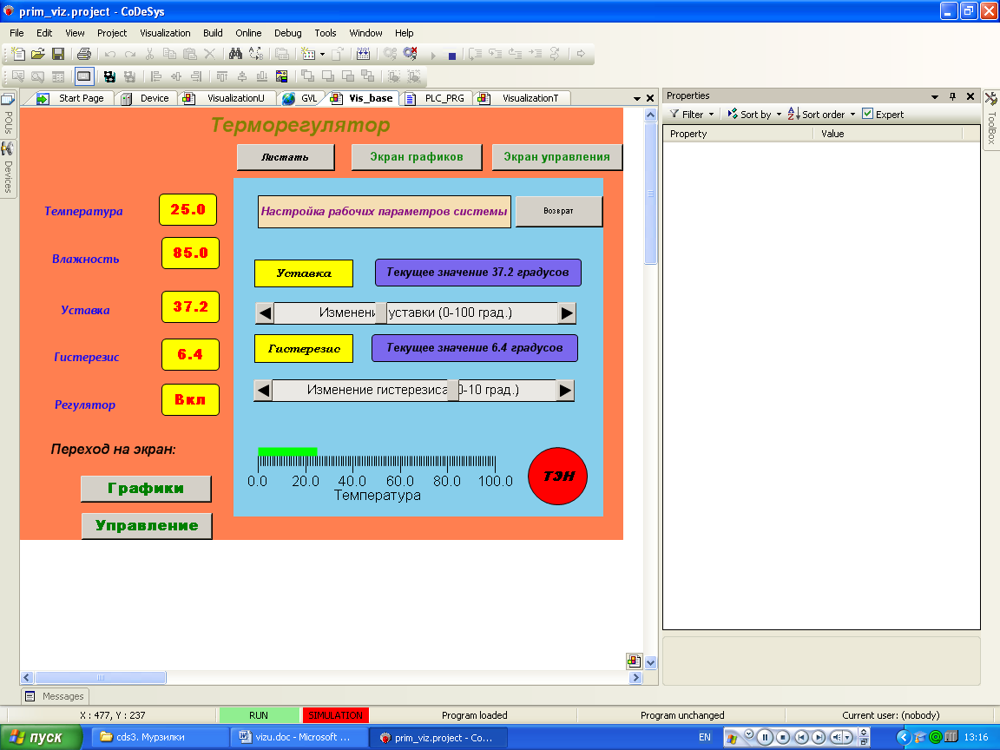 prim_viz.project - CoDeSys
File Edit View Project Visualization Build Online Debug Tools Window Help
Start Page Device VisualizationU GVL Vis_base PLC_PRG VisualizationT
POUs
Devices
Терморегулятор
Листать Экран графиков Экран управления
Температура 25.0
Влажность 85.0
Уставка 37.2
Гистерезис 6.4
Регулятор Вкл
Переход на экран:
Графики
Управление
Настройка рабочих параметров системы Возврат
Уставка Текущее значение 37.2 градусов
Изменени уставки (0-100 град.)
Гистерезис Текущее значение 6.4 градусов
Изменение гистерезиса 0-10 град.)
0.0 20.0 40.0 60.0 80.0 100.0
Температура
ТЭН
Properties
Filter Sort by Sort order Expert
Property Value
ToolBox
Messages
X : 477, Y : 237 RUN SIMULATION Program loaded Program unchanged Current user: (nobody)
пуск cds3. Мурзилки vizu.doc - Microsoft ... prim_viz.project - Co... EN 13:16